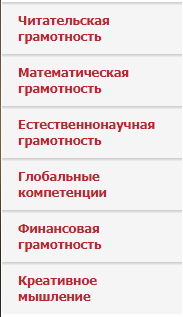 Читательская
грамотность
Математическая
грамотность
Естественнонаучная
грамотность
Глобальные
компетенции
Финансовая
грамотность
Креативное
мышление